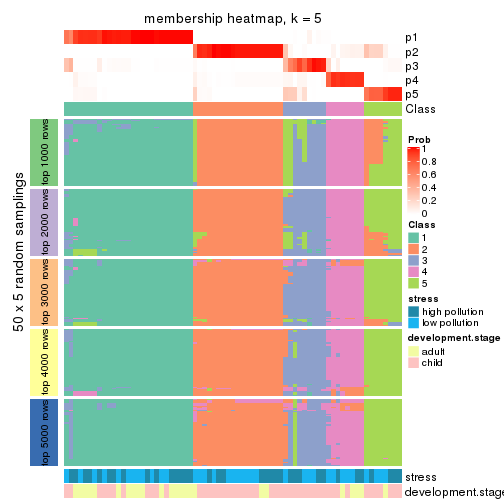 membership heatmap, k = 5
p1
p2
p3
p4
p5
Class
50 x 5 random samplings
top 1000 rows
top 2000 rows
top 3000 rows
top 4000 rows
top 5000 rows
stress
development.stage
Prob
1
0.8
0.6
0.4
0.2
0
Class
1
2
3
4
5
stress
high pollution
low pollution
development.stage
adult
child